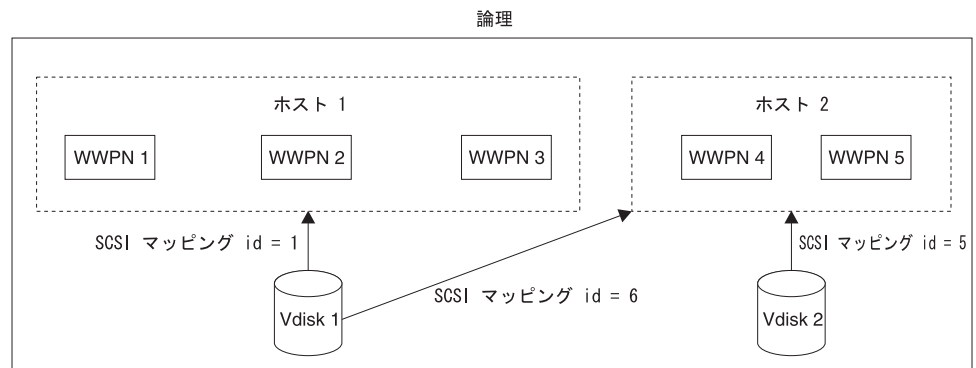 論理
ホスト 1
ホスト 2
WWPN 1
WWPN 2
WWPN 3
WWPN 4
WWPN 5
SCSI マッピング id = 1
SCSI マッピング id = 5
SCSI マッピング id = 6
Vdisk 1
Vdisk 2